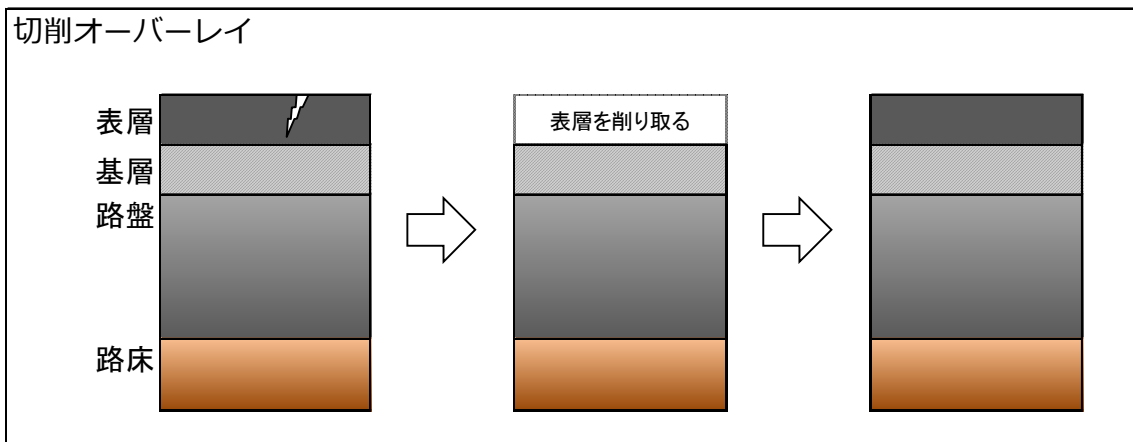 切削オーバーレイ
表層
表層を削り取る
基層
路盤
路床